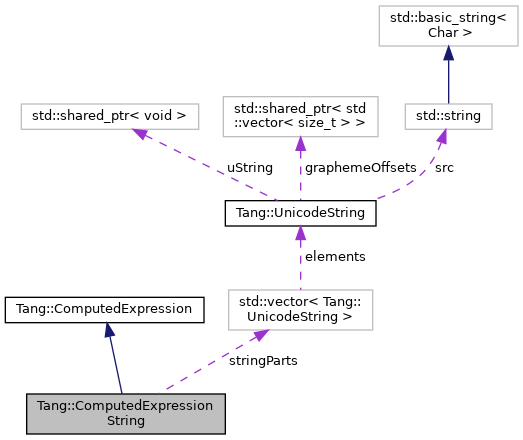 std::basic_string<
Char >
std::shared_ptr< void >
std::shared_ptr< std
::vector< size_t > >
std::string
uString
graphemeOffsets
src
Tang::UnicodeString
elements
Tang::ComputedExpression
std::vector< Tang::
UnicodeString >
stringParts
Tang::ComputedExpression
String